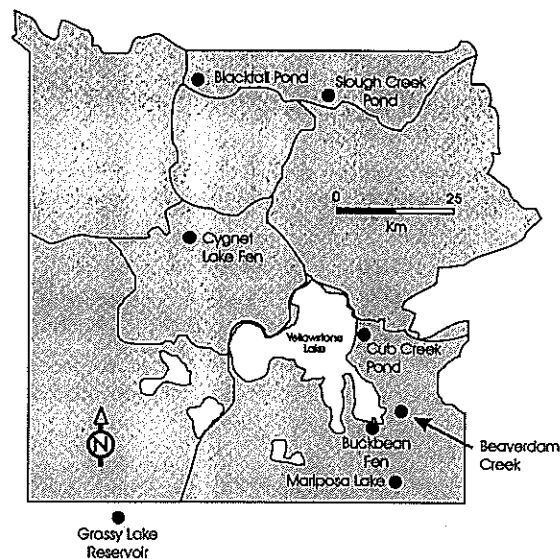 Blacktail Pond
Slough Creek
Pond
0 25
Km
Cygnet
Lake Fen
Yellowstone
Lake
Cub Creek
Pond
N
Buckbean
Fen
Beaverdam
Creek
Mariposa Lake
Grassy Lake
Reservoir